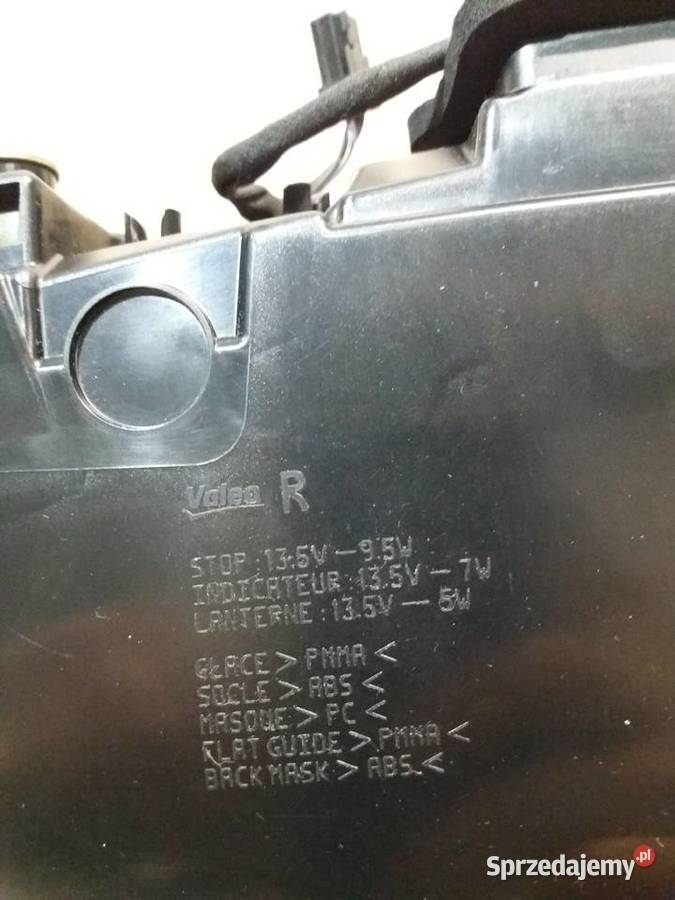 Valeo R
STOP : 13.5V – 9.5W
INDICATEUR : 13.5V – 7W
LANTERNE : 13.5V – 5W
GLACE > PMMA <
SOCLE > ABS <
MASQUE > PC <
FLAT GUIDE > PMMA <
BACK MASK > ABS <
Sprzedajemy.pl